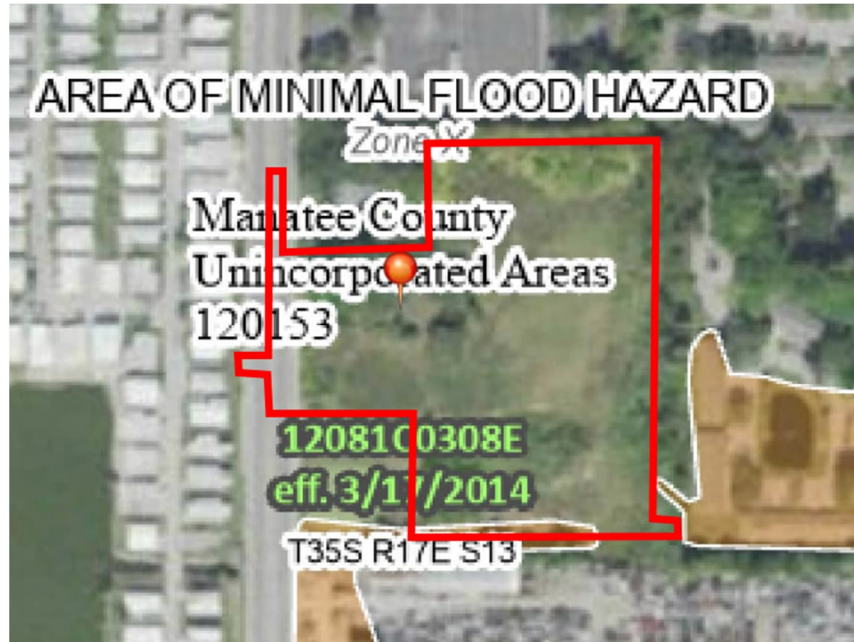 AREA OF MINIMAL FLOOD HAZARD
Zone X
Manatee County
Unincorporated Areas
120153
12081C0308E
eff. 3/17/2014
T35S R17E S13